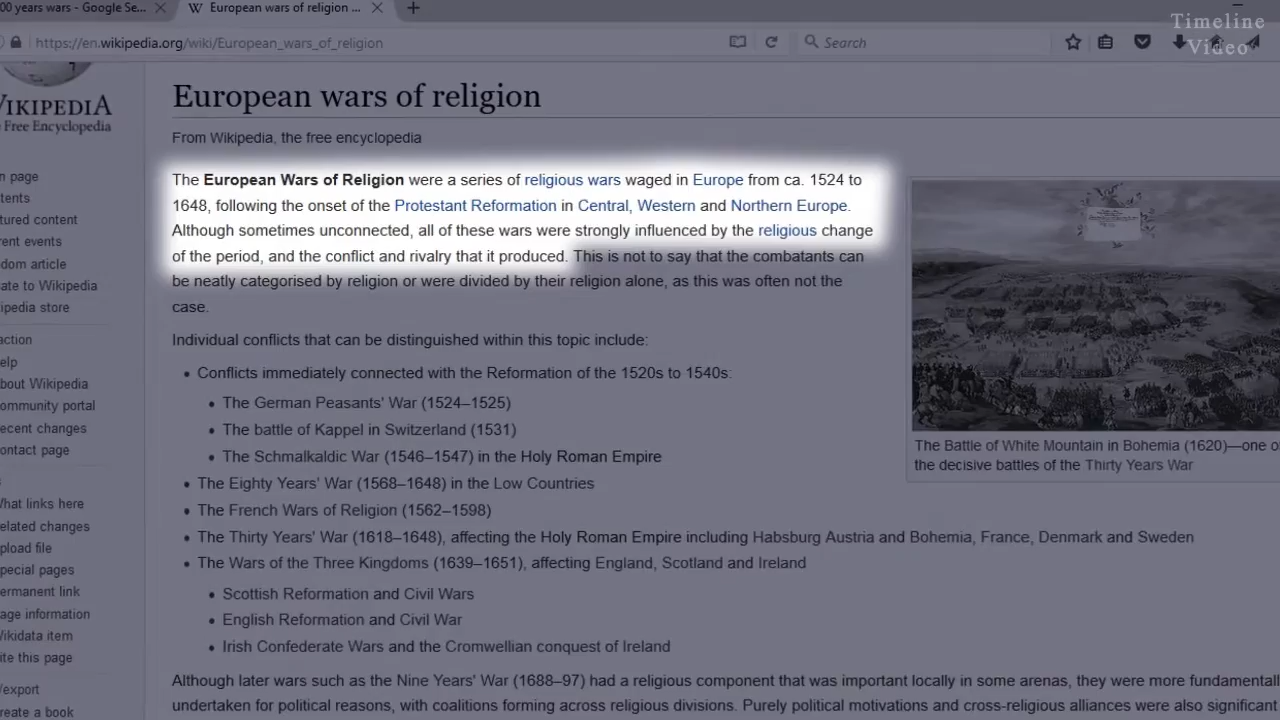 00 years wars - Google Se...
European wars of religion ...
Timeline
Video
https://en.wikipedia.org/wiki/European_wars_of_religion
Search
WIKIPEDIA
Free Encyclopedia
European wars of religion
From Wikipedia, the free encyclopedia
The European Wars of Religion were a series of religious wars waged in Europe from ca. 1524 to
1648, following the onset of the Protestant Reformation in Central, Western and Northern Europe.
Although sometimes unconnected, all of these wars were strongly influenced by the religious change
of the period, and the conflict and rivalry that it produced. This is not to say that the combatants can
be neatly categorised by religion or were divided by their religion alone, as this was often not the
case.
Individual conflicts that can be distinguished within this topic include:
• Conflicts immediately connected with the Reformation of the 1520s to 1540s:
• The German Peasants' War (1524–1525)
• The battle of Kappel in Switzerland (1531)
• The Schmalkaldic War (1546–1547) in the Holy Roman Empire
• The Eighty Years' War (1568–1648) in the Low Countries
• The French Wars of Religion (1562–1598)
• The Thirty Years' War (1618–1648), affecting the Holy Roman Empire including Habsburg Austria and Bohemia, France, Denmark and Sweden
• The Wars of the Three Kingdoms (1639–1651), affecting England, Scotland and Ireland
• Scottish Reformation and Civil Wars
• English Reformation and Civil War
• Irish Confederate Wars and the Cromwellian conquest of Ireland
Although later wars such as the Nine Years' War (1688–97) had a religious component that was important locally in some arenas, they were more fundamentall
undertaken for political reasons, with coalitions forming across religious divisions. Purely political motivations and cross-religious alliances were also significant
The Battle of White Mountain in Bohemia (1620)—one o
the decisive battles of the Thirty Years War
n page
tured content
rent events
dom article
ate to Wikipedia
ipedia store
action
elp
bout Wikipedia
ommunity portal
ecent changes
ontact page
s
hat links here
elated changes
pload file
pecial pages
ermanent link
age information
ikidata item
ite this page
/export
reate a book